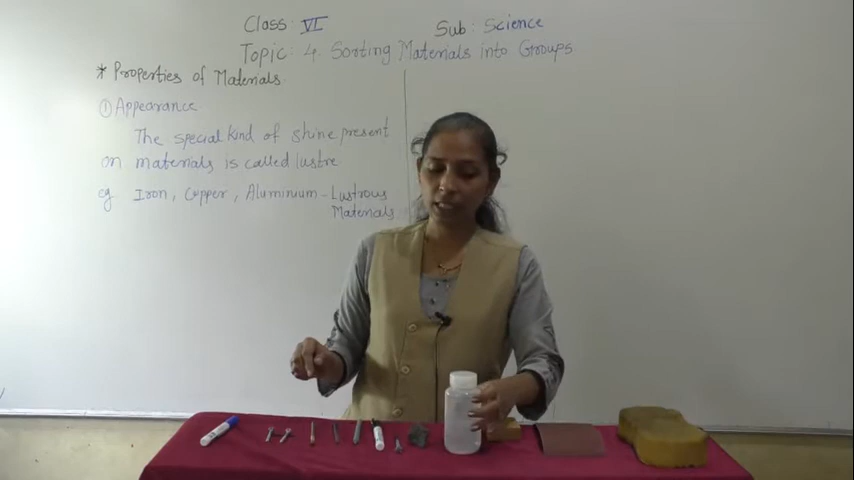 Class: VI Sub: Science
Topic: 4. Sorting Materials into Groups
* Properties of Materials
① Appearance
The special kind of shine present
on materials is called lustre
eg Iron, Copper, Aluminium - Lustrous
Materials